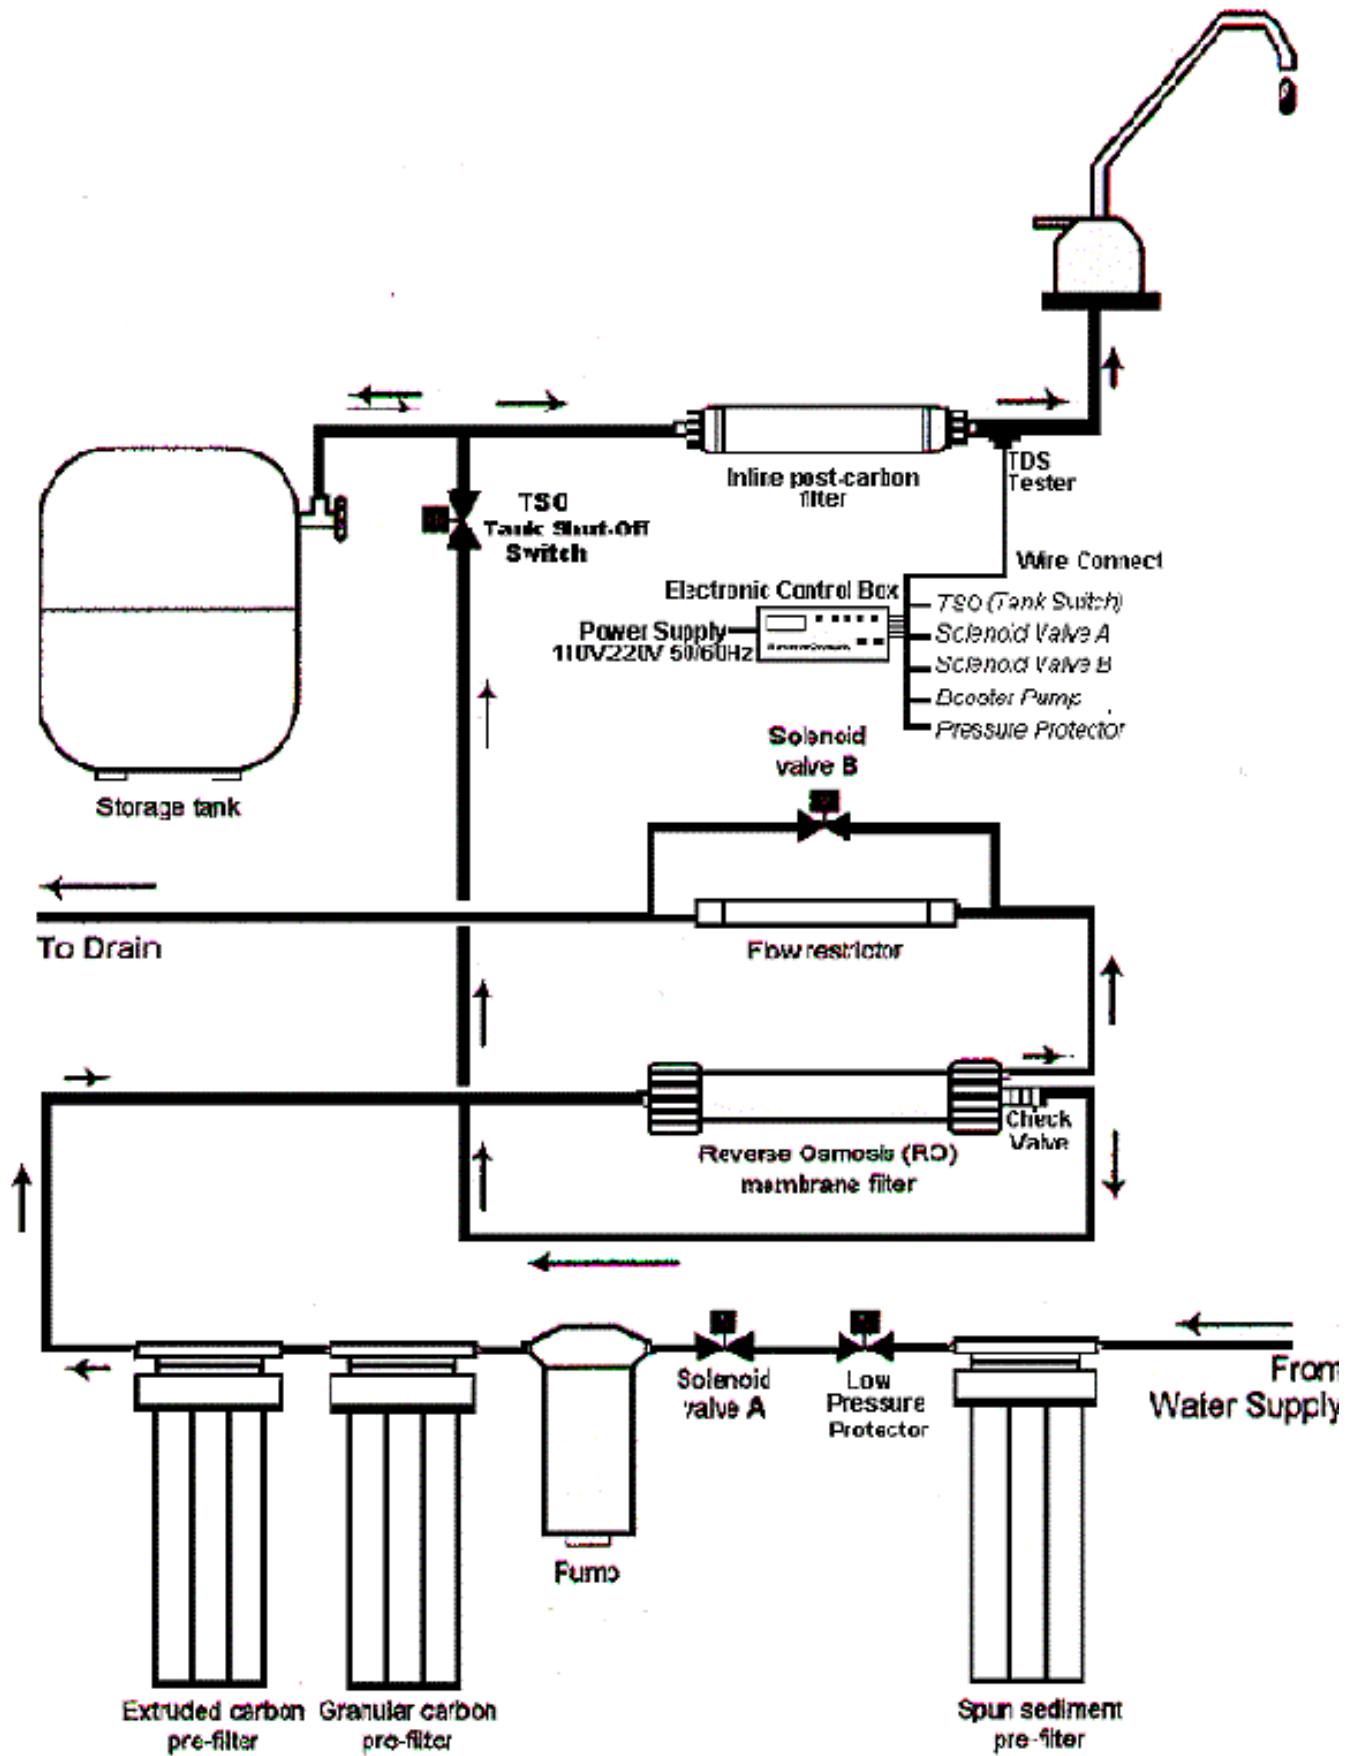 Inline post-carbon
filter
TDS
Tester
TSO
Tank Shut-Off
Switch
Wire Connect
Electronic Control Box
TSO (Tank Switch)
Power Supply
110V.220V 50/60Hz
Solenoid Valve A
Solenoid Valve B
Booster Pump
Pressure Protector
Solenoid
valve B
Storage tank
To Drain
Flow restrictor
Check
Valve
Reverse Osmosis (RO)
membrane filter
From
Water Supply
Solenoid
valve A
Low
Pressure
Protector
Pump
Extruded carbon
pre-filter
Granular carbon
pre-filter
Spun sediment
pre-filter